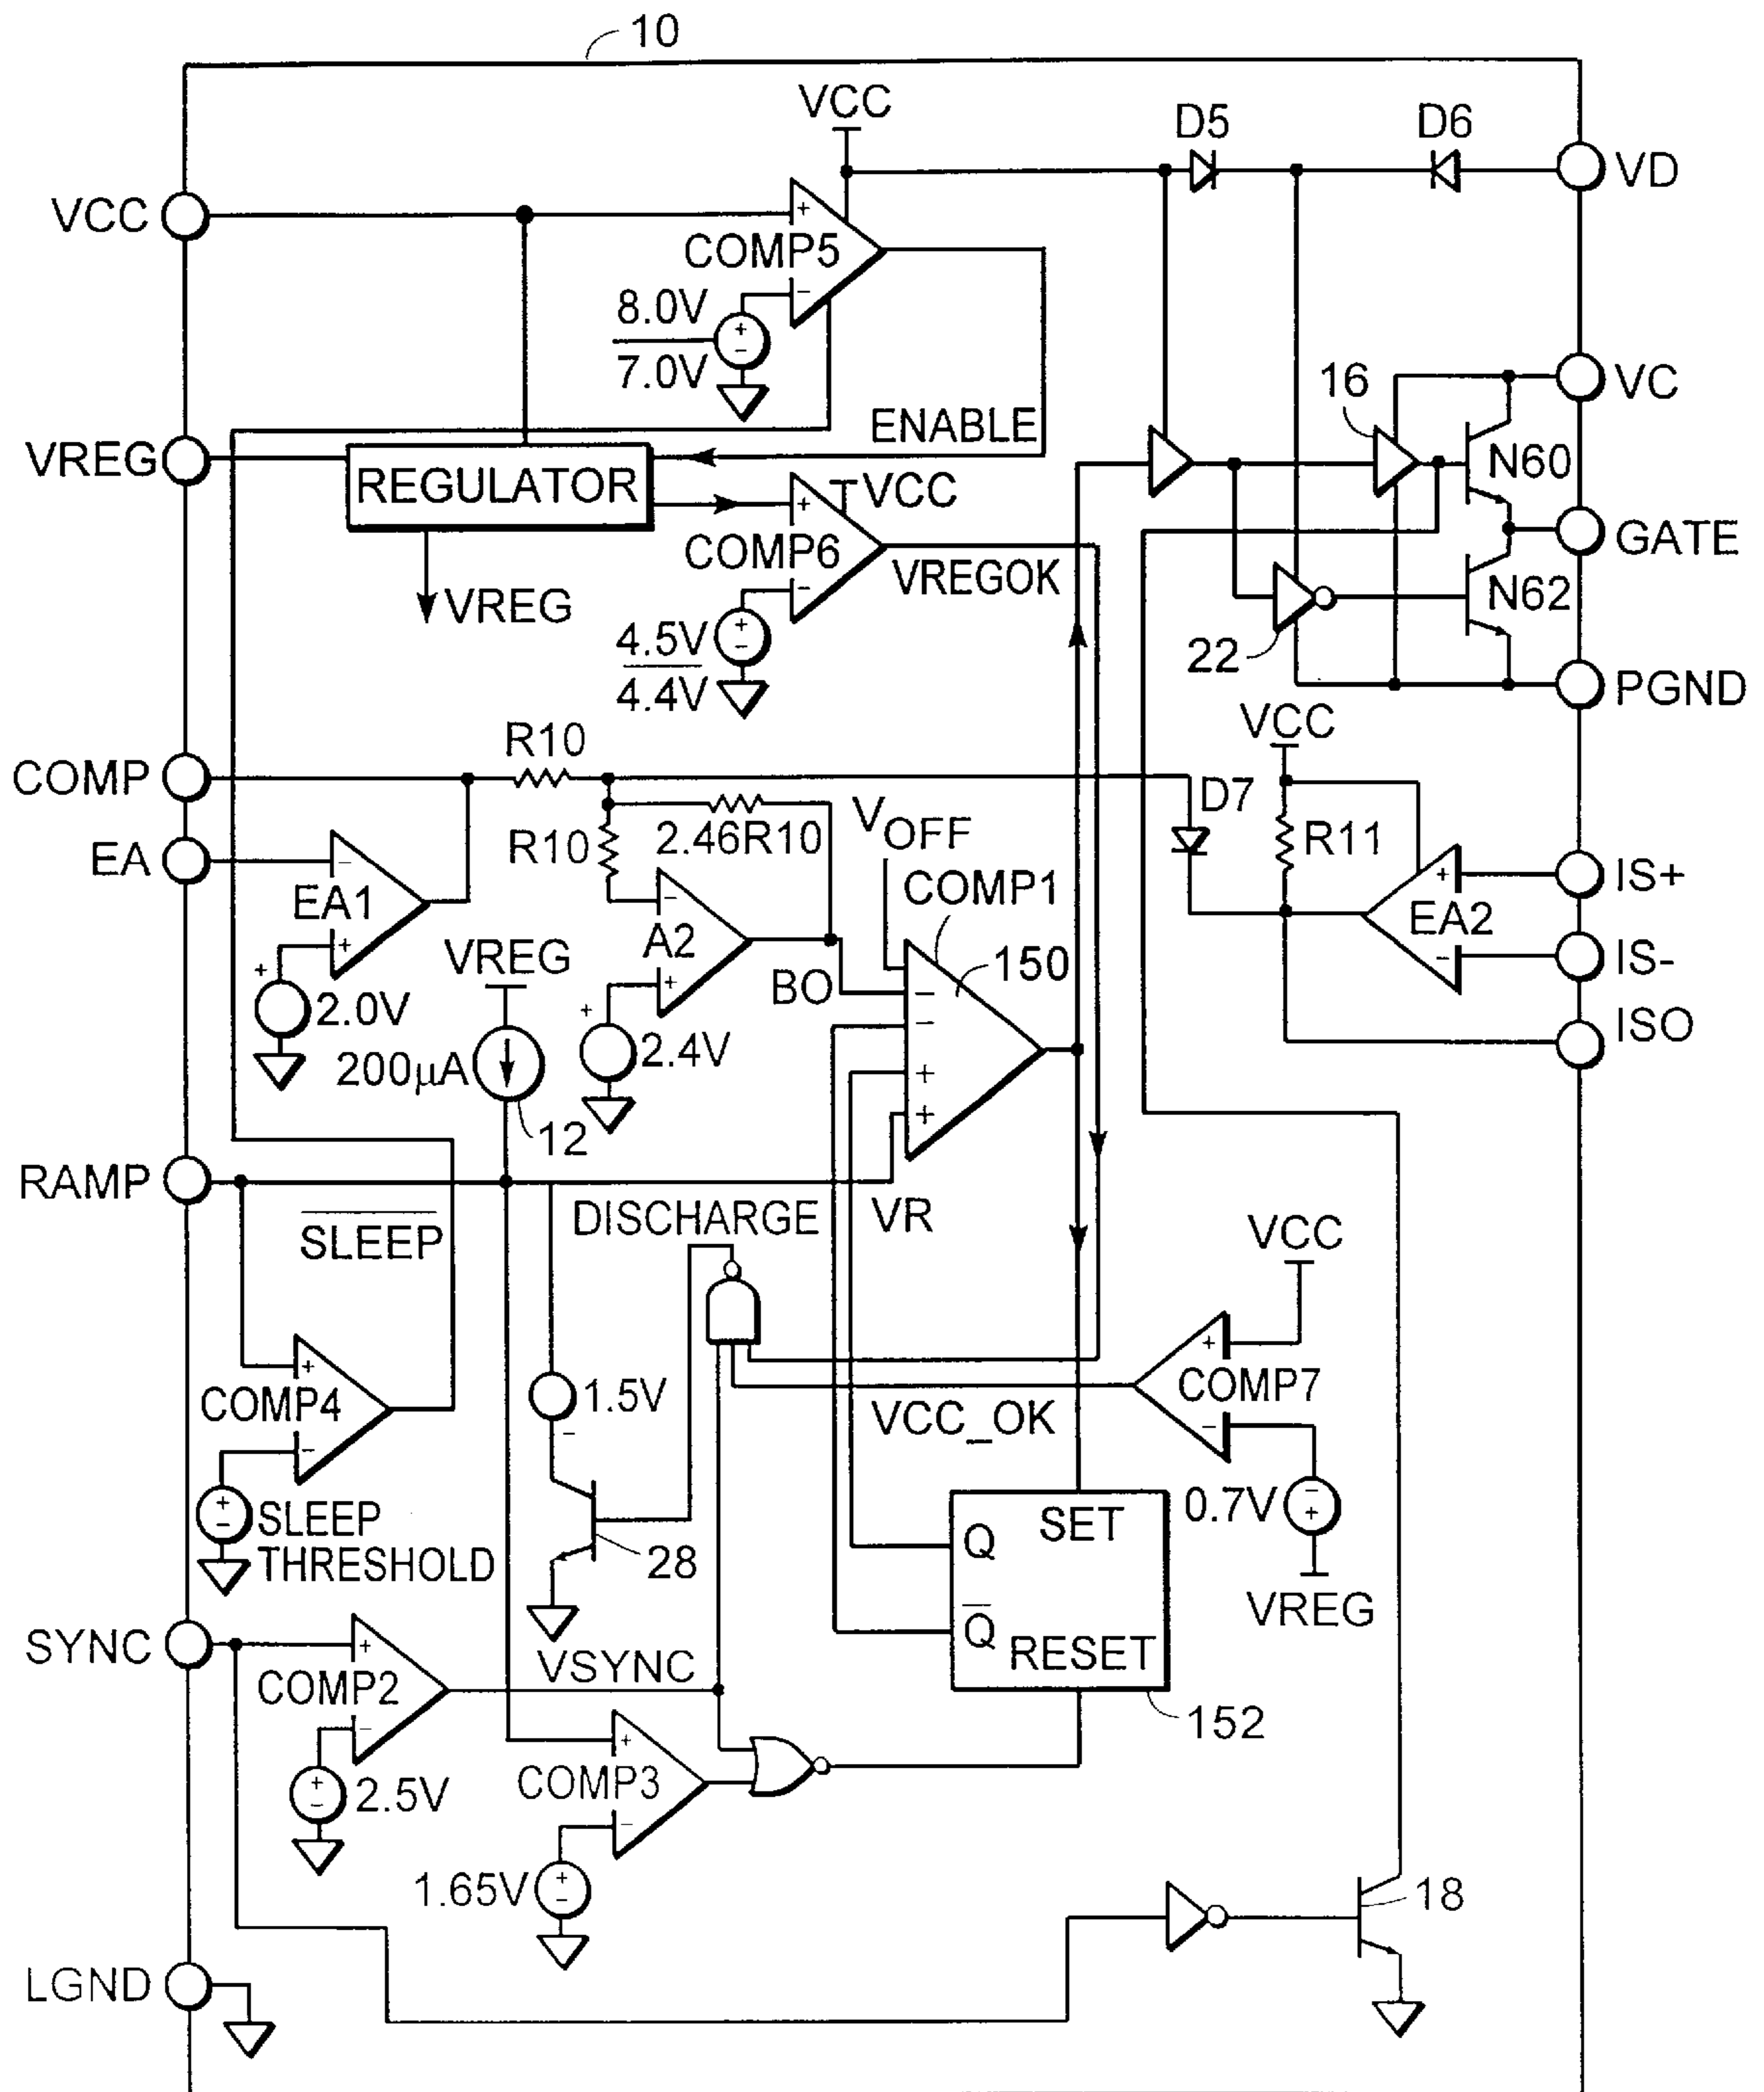 10
VCC
D5
D6
VD
VCC
COMP5
+
-
8.0V
7.0V
+
-
16
VC
ENABLE
VREG
REGULATOR
N60
+
VCC
COMP6
-
VREGOK
GATE
VREG
N62
4.5V
4.4V
+
-
22
PGND
VCC
R10
COMP
D7
R10
2.46R10
VOFF
R11
EA
-
EA1
+
COMP1
+
EA2
-
IS+
-
A2
+
VREG
150
IS-
BO
-
-
+
+
+
2.0V
+
2.4V
ISO
200µA
12
RAMP
SLEEP
DISCHARGE
VR
VCC
+
COMP4
-
1.5V
-
+
COMP7
-
VCC_OK
0.7V
-
+
+
-
SLEEP
THRESHOLD
28
SET
Q
Q
RESET
VREG
SYNC
+
COMP2
-
VSYNC
152
+
COMP3
-
+
-
2.5V
1.65V
+
-
18
LGND